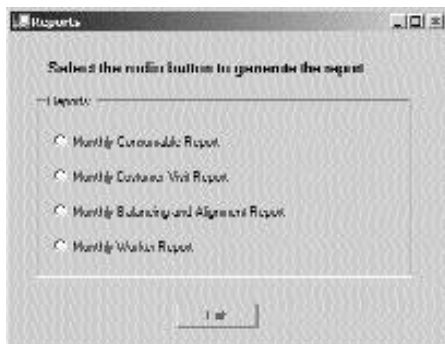 Reports
Select the radio button to generate the report
Reports
Monthly Consumable Report
Monthly Customer Visit Report
Monthly Balancing and Alignment Report
Monthly Worker Report
Exit